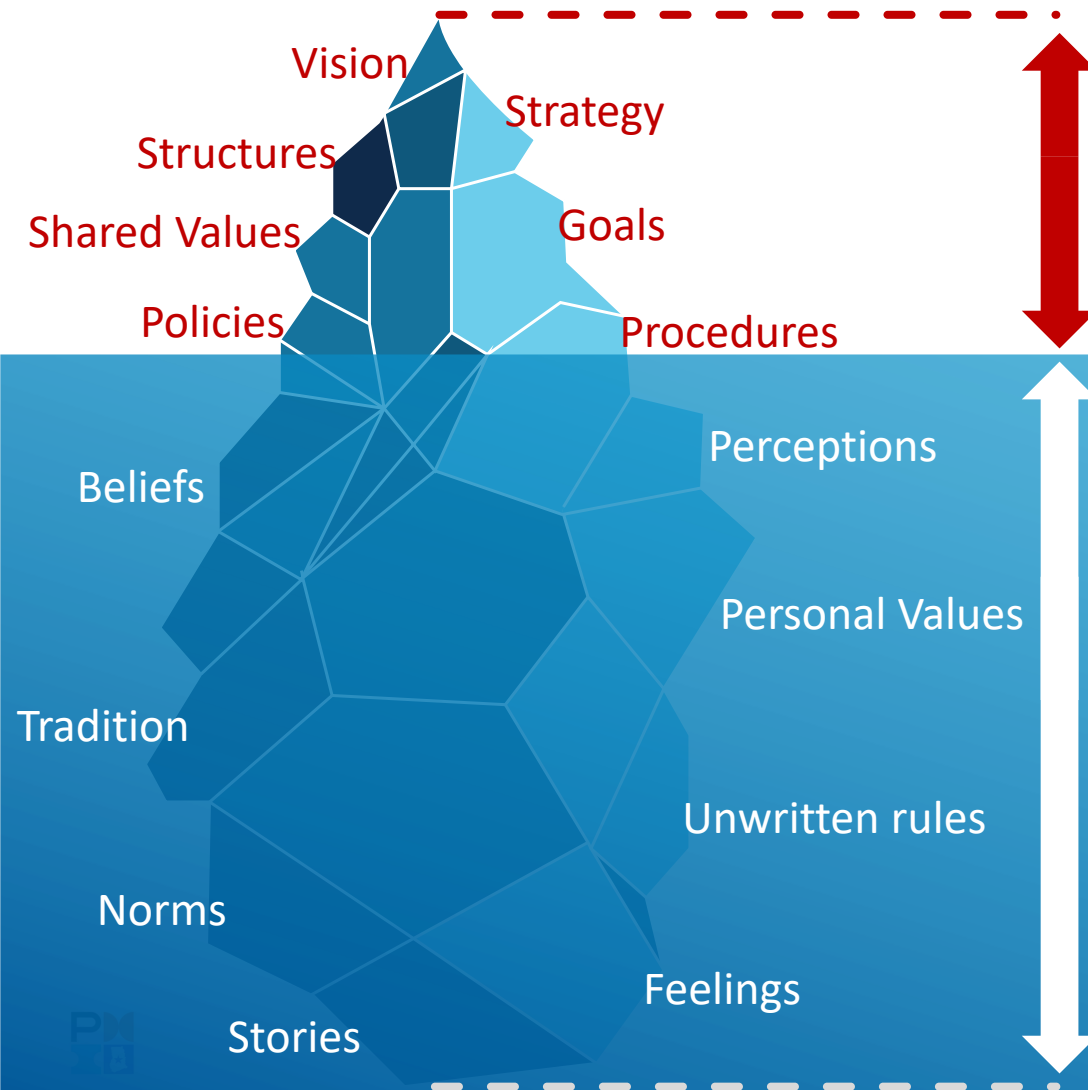 Vision
Strategy
Structures
Shared Values
Goals
Policies
Procedures
Perceptions
Beliefs
Personal Values
Tradition
Unwritten rules
Norms
Feelings
Stories